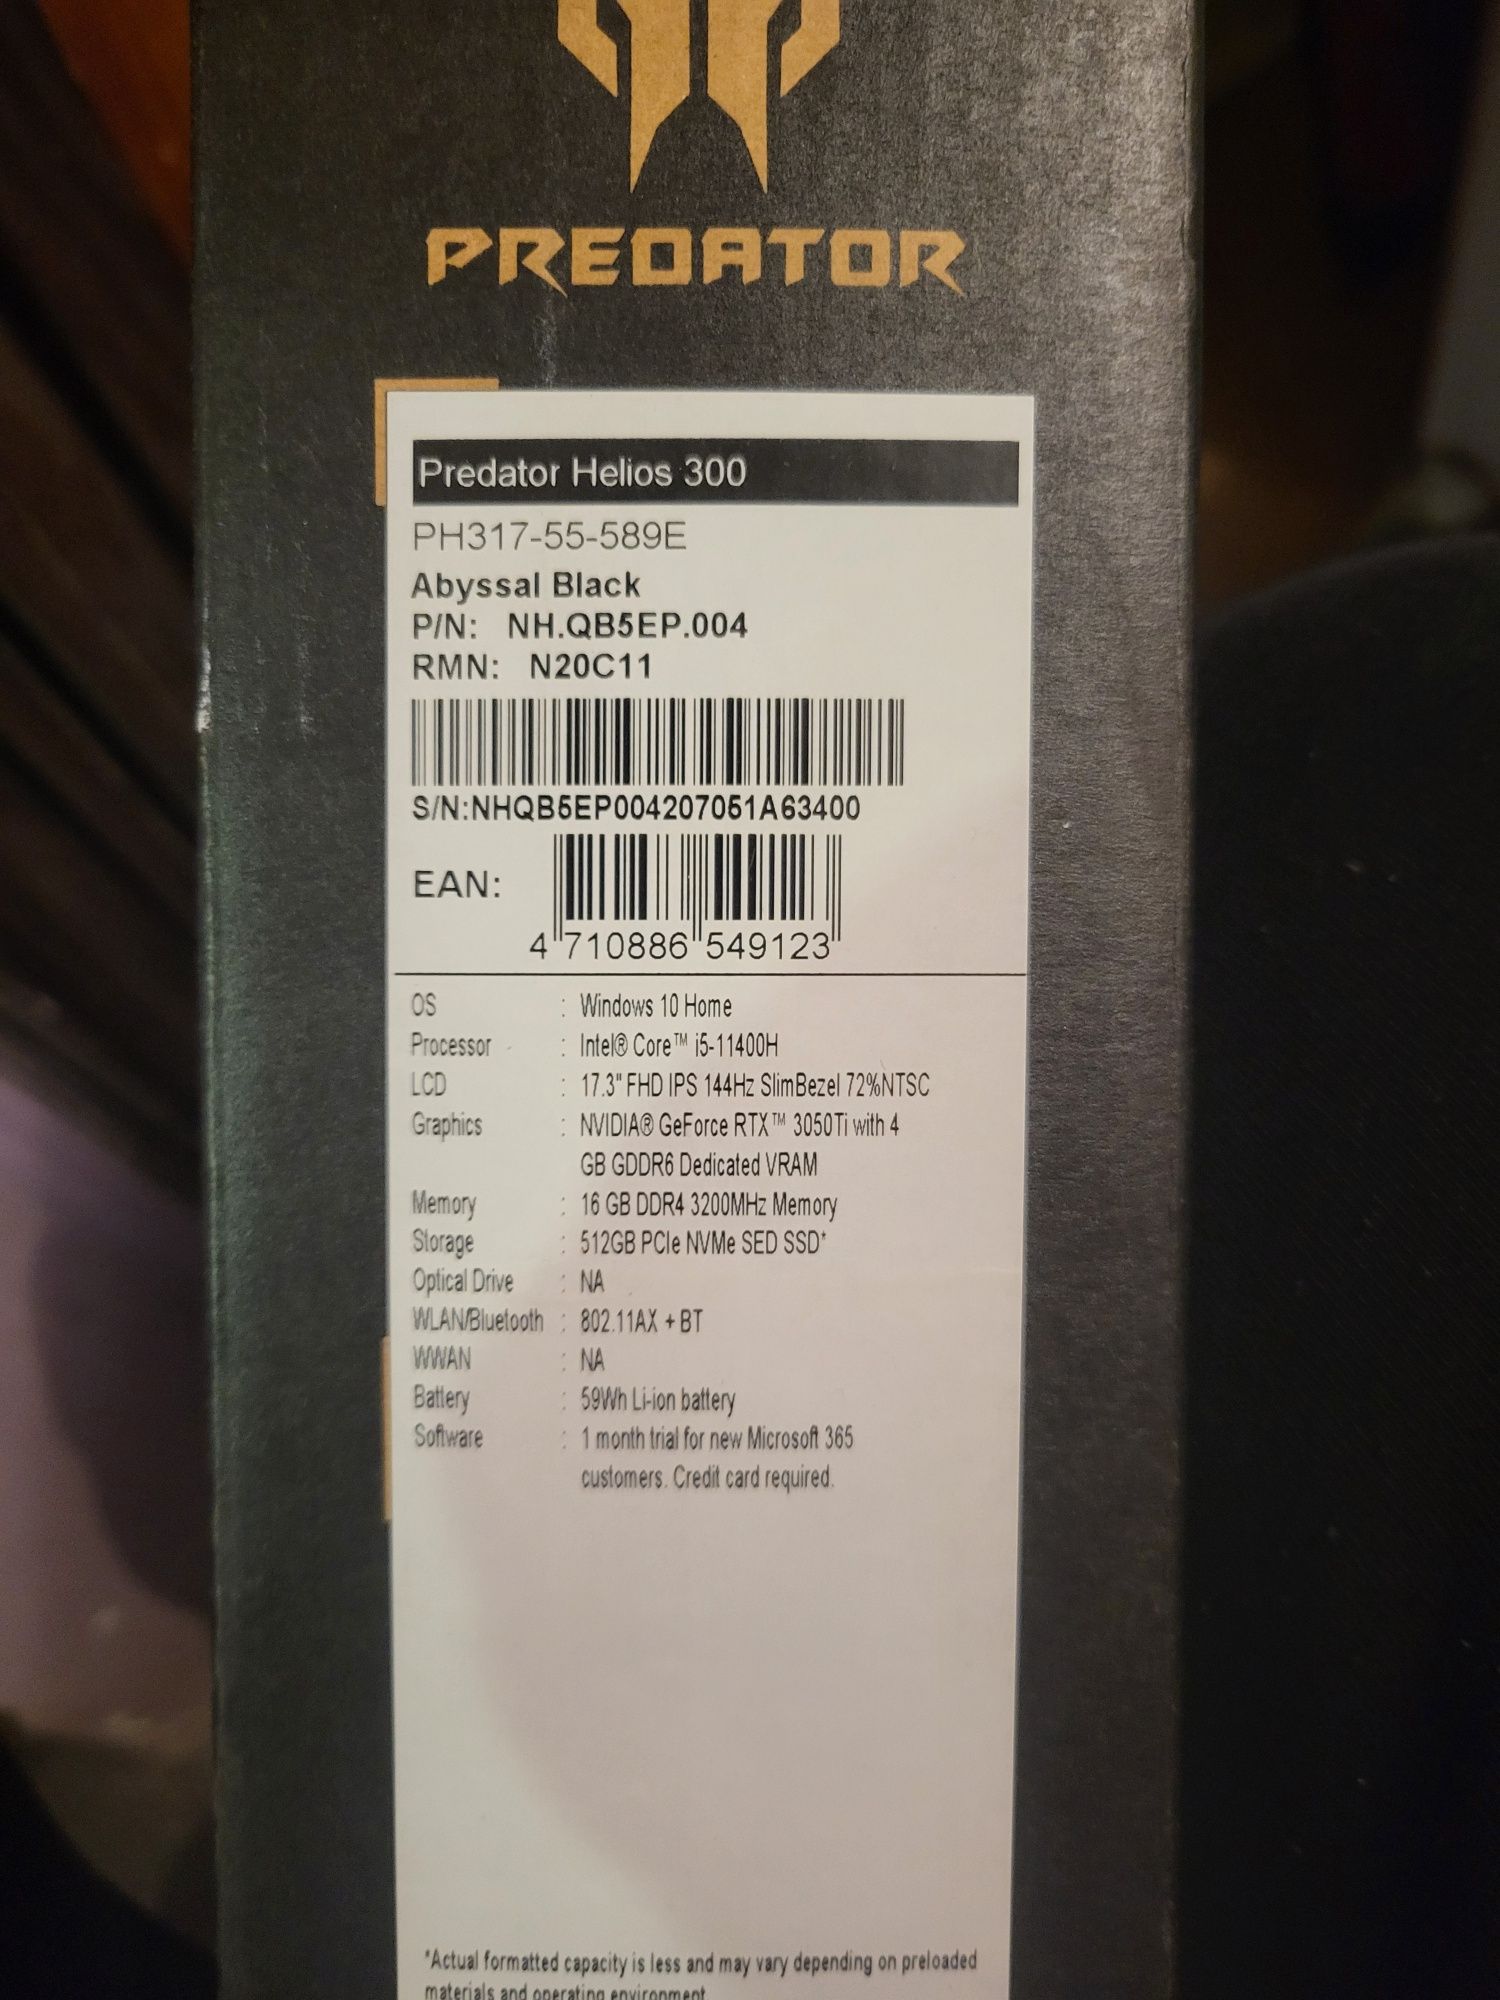 PREDATOR
Predator Helios 300
PH317-55-589E
Abyssal Black
P/N: NH.QB5EP.004
RMN: N20C11
S/N:NHQB5EP004207051A63400
EAN:
4 710886 549123
OS : Windows 10 Home
Processor : Intel® Core™ i5-11400H
LCD : 17.3" FHD IPS 144Hz SlimBezel 72%NTSC
Graphics : NVIDIA® GeForce RTX™ 3050Ti with 4
GB GDDR6 Dedicated VRAM
Memory : 16 GB DDR4 3200MHz Memory
Storage : 512GB PCIe NVMe SED SSD*
Optical Drive : NA
WLAN/Bluetooth : 802.11AX + BT
WWAN : NA
Battery : 59Wh Li-ion battery
Software : 1 month trial for new Microsoft 365
customers. Credit card required.
*Actual formatted capacity is less and may vary depending on preloaded
materials and operating environment